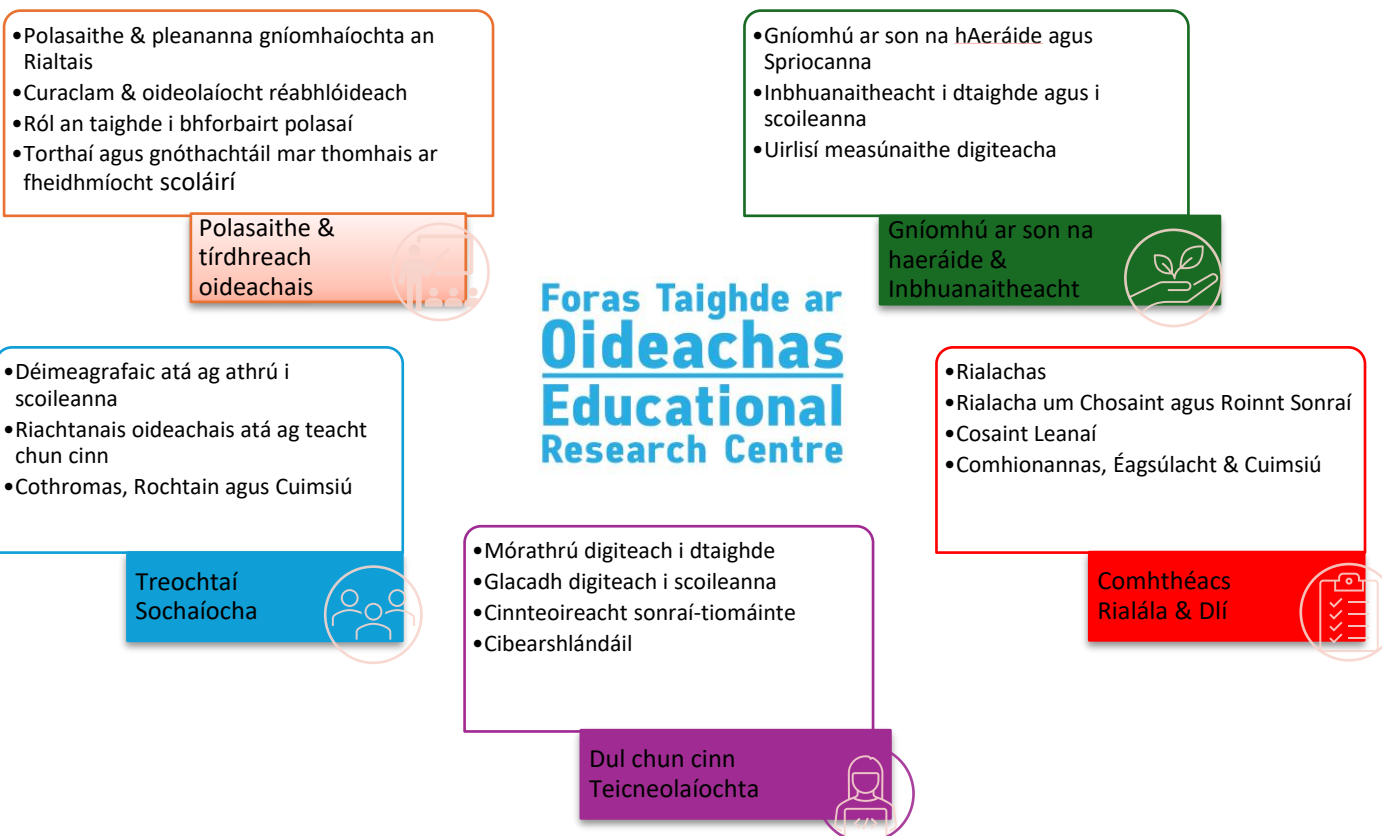 •Polasaithe & pleananna gníomhaíochta an
Rialtais
•Curaclam & oideolaíocht réabhlóideach
•Ról an taighde i bhforbairt polasaí
•Torthaí agus gnóthachtáil mar thomhais ar
fheidhmíocht scoláirí
Polasaithe &
tírdhreach
oideachais
•Gníomhú ar son na hAeráide agus
Spriocanna
•Inbhuanaitheacht i dtaighde agus i
scoileanna
•Uirlisí measúnaithe digiteacha
Gníomhú ar son na
haeráide &
Inbhuanaitheacht
Foras Taighde ar
Oideachas
Educational
Research Centre
•Déimeagrafaic atá ag athrú i
scoileanna
•Riachtanais oideachais atá ag teacht
chun cinn
•Cothromas, Rochtain agus Cuimsiú
Treochtaí
Sochaíocha
•Rialachas
•Rialacha um Chosaint agus Roinnt Sonraí
•Cosaint Leanaí
•Comhionannas, Éagsúlacht & Cuimsiú
Comhthéacs
Rialála & Dlí
•Mórathrú digiteach i dtaighde
•Glacadh digiteach i scoileanna
•Cinnteoireacht sonraí-tiomáinte
•Cibearshlándáil
Dul chun cinn
Teicneolaíochta